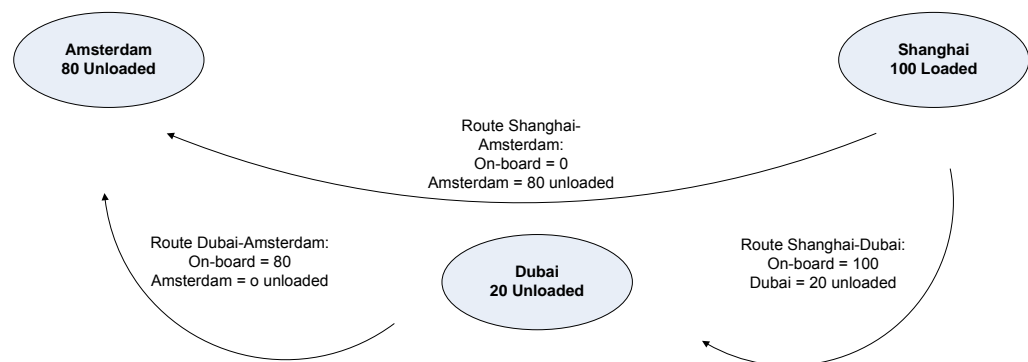 Amsterdam
80 Unloaded
Shanghai
100 Loaded
Route Shanghai-
Amsterdam:
On-board = 0
Amsterdam = 80 unloaded
Route Dubai-Amsterdam:
On-board = 80
Amsterdam = o unloaded
Dubai
20 Unloaded
Route Shanghai-Dubai:
On-board = 100
Dubai = 20 unloaded